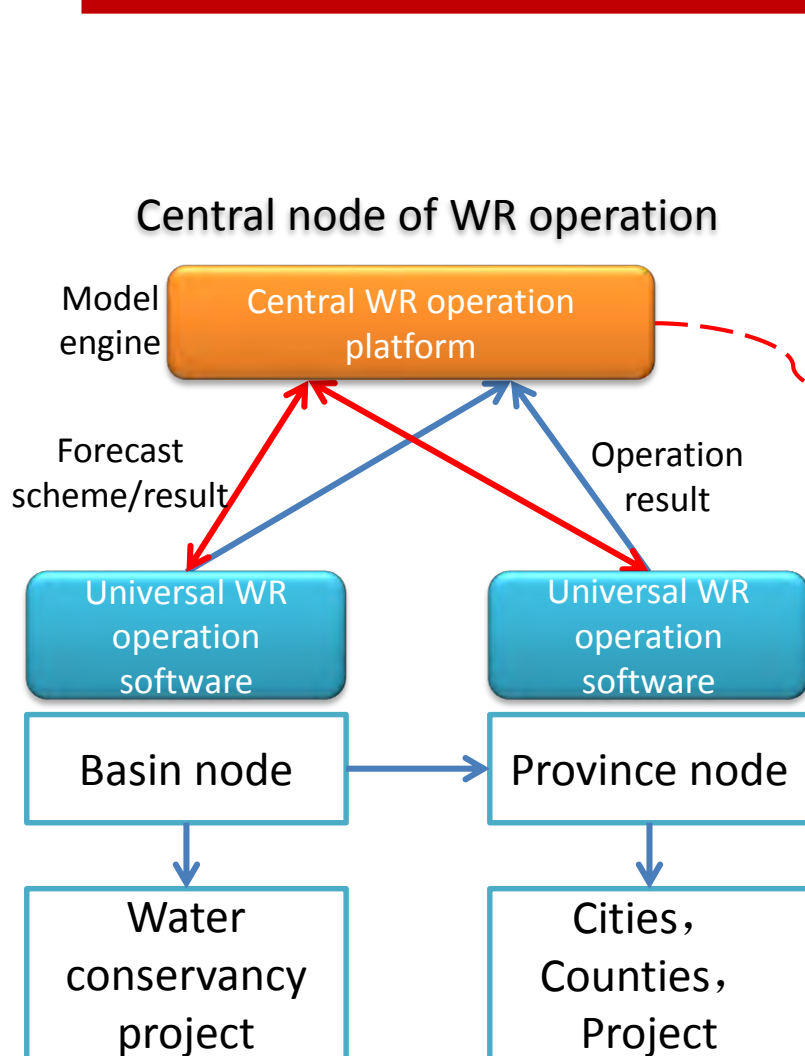 Central node of WR operation
Model
engine
Central WR operation
platform
Forecast
scheme/result
Operation
result
Universal WR
operation
software
Universal WR
operation
software
Basin node
Province node
Water
conservancy
project
Cities，
Counties，
Project